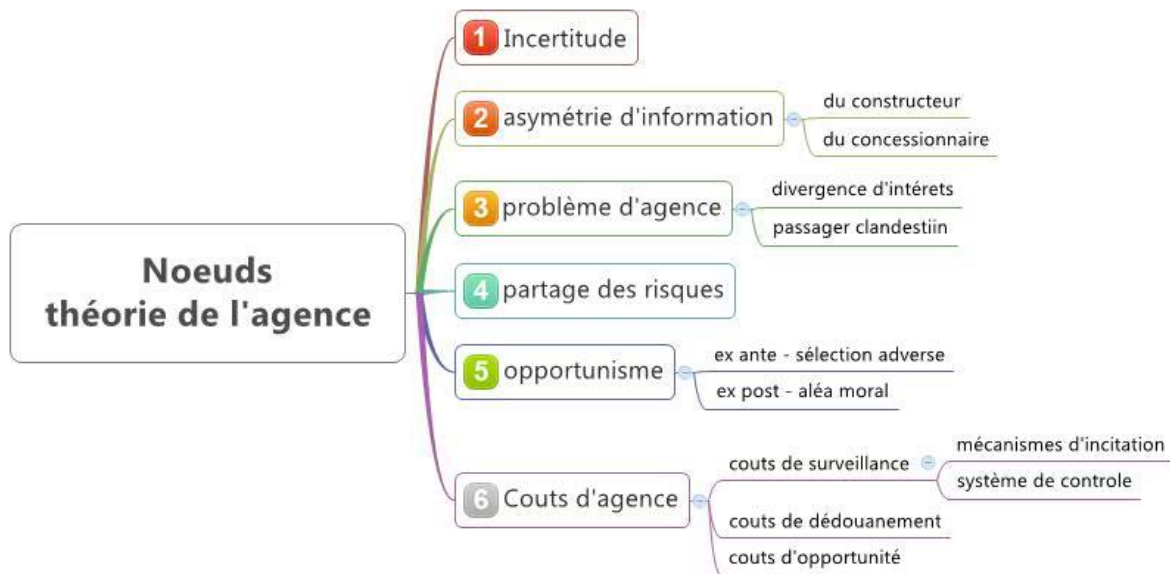 Noeuds
théorie de l'agence
1 Incertitude
2 asymétrie d'information
du constructeur
du concessionnaire
3 problème d'agence
divergence d'intérets
passager clandestiin
4 partage des risques
5 opportunisme
ex ante - sélection adverse
ex post - aléa moral
6 Couts d'agence
couts de surveillance
mécanismes d'incitation
système de controle
couts de dédouanement
couts d'opportunité